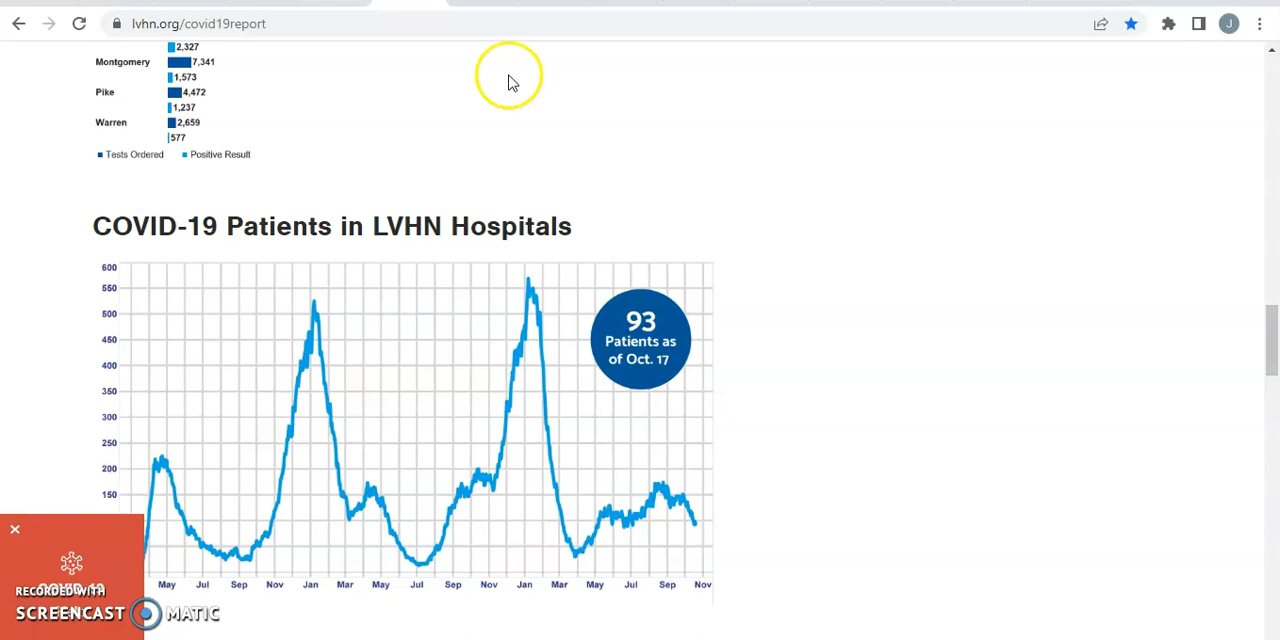 lvhn.org/covid19report
J
2,327
Montgomery 7,341
1,573
Pike 4,472
1,237
Warren 2,659
577
Tests Ordered Positive Result
COVID-19 Patients in LVHN Hospitals
600
550
500
450
400
350
300
250
200
150
93
Patients as
of Oct. 17
May Jul Sep Nov Jan Mar May Jul Sep Nov Jan Mar May Jul Sep Nov
COVID-19
RECORDED WITH
SCREENCAST MATIC